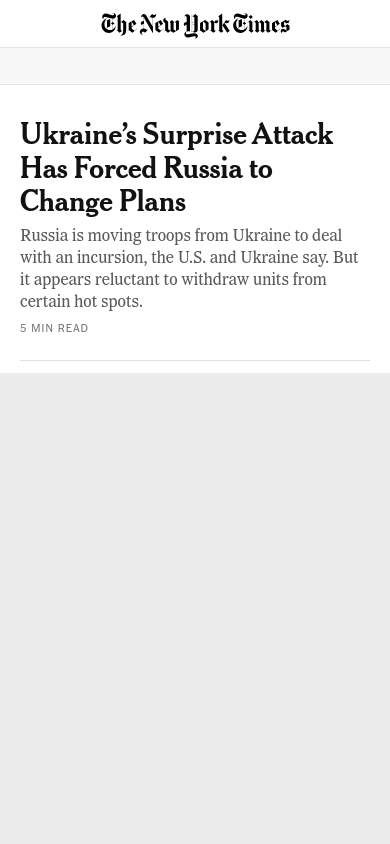 The New York Times
Ukraine’s Surprise Attack
Has Forced Russia to
Change Plans
Russia is moving troops from Ukraine to deal
with an incursion, the U.S. and Ukraine say. But
it appears reluctant to withdraw units from
certain hot spots.
5 MIN READ